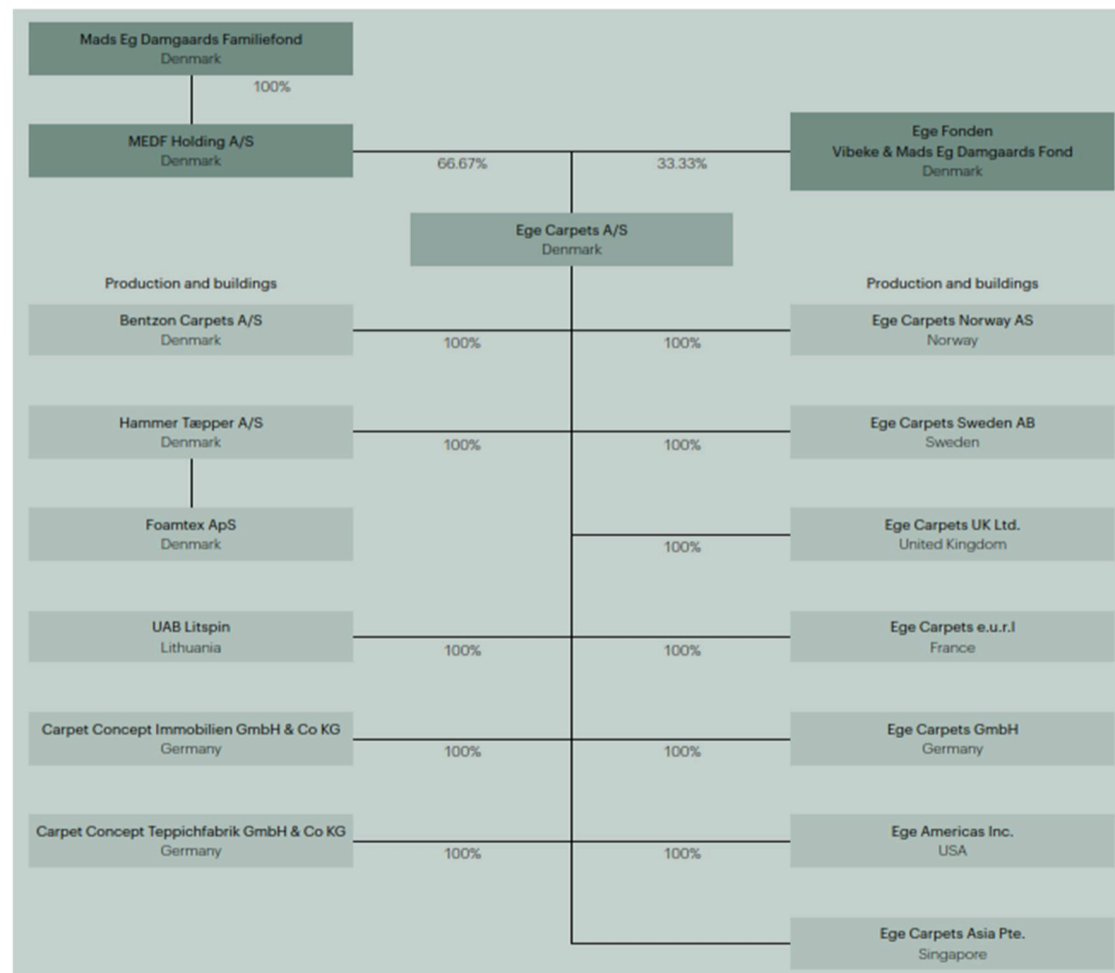 Mads Eg Damgaards Familiefond
Denmark
100%
MEDF Holding A/S
Denmark
66.67%
33.33%
Ege Fonden
Vibeke & Mads Eg Damgaards Fond
Denmark
Ege Carpets A/S
Denmark
Production and buildings
Production and buildings
Bentzon Carpets A/S
Denmark
100%
100%
Ege Carpets Norway AS
Norway
Hammer Tæpper A/S
Denmark
100%
100%
Ege Carpets Sweden AB
Sweden
Foamtex ApS
Denmark
100%
Ege Carpets UK Ltd.
United Kingdom
UAB Litspin
Lithuania
100%
100%
Ege Carpets e.u.r.l
France
Carpet Concept Immobilien GmbH & Co KG
Germany
100%
100%
Ege Carpets GmbH
Germany
Carpet Concept Teppichfabrik GmbH & Co KG
Germany
100%
100%
Ege Americas Inc.
USA
Ege Carpets Asia Pte.
Singapore